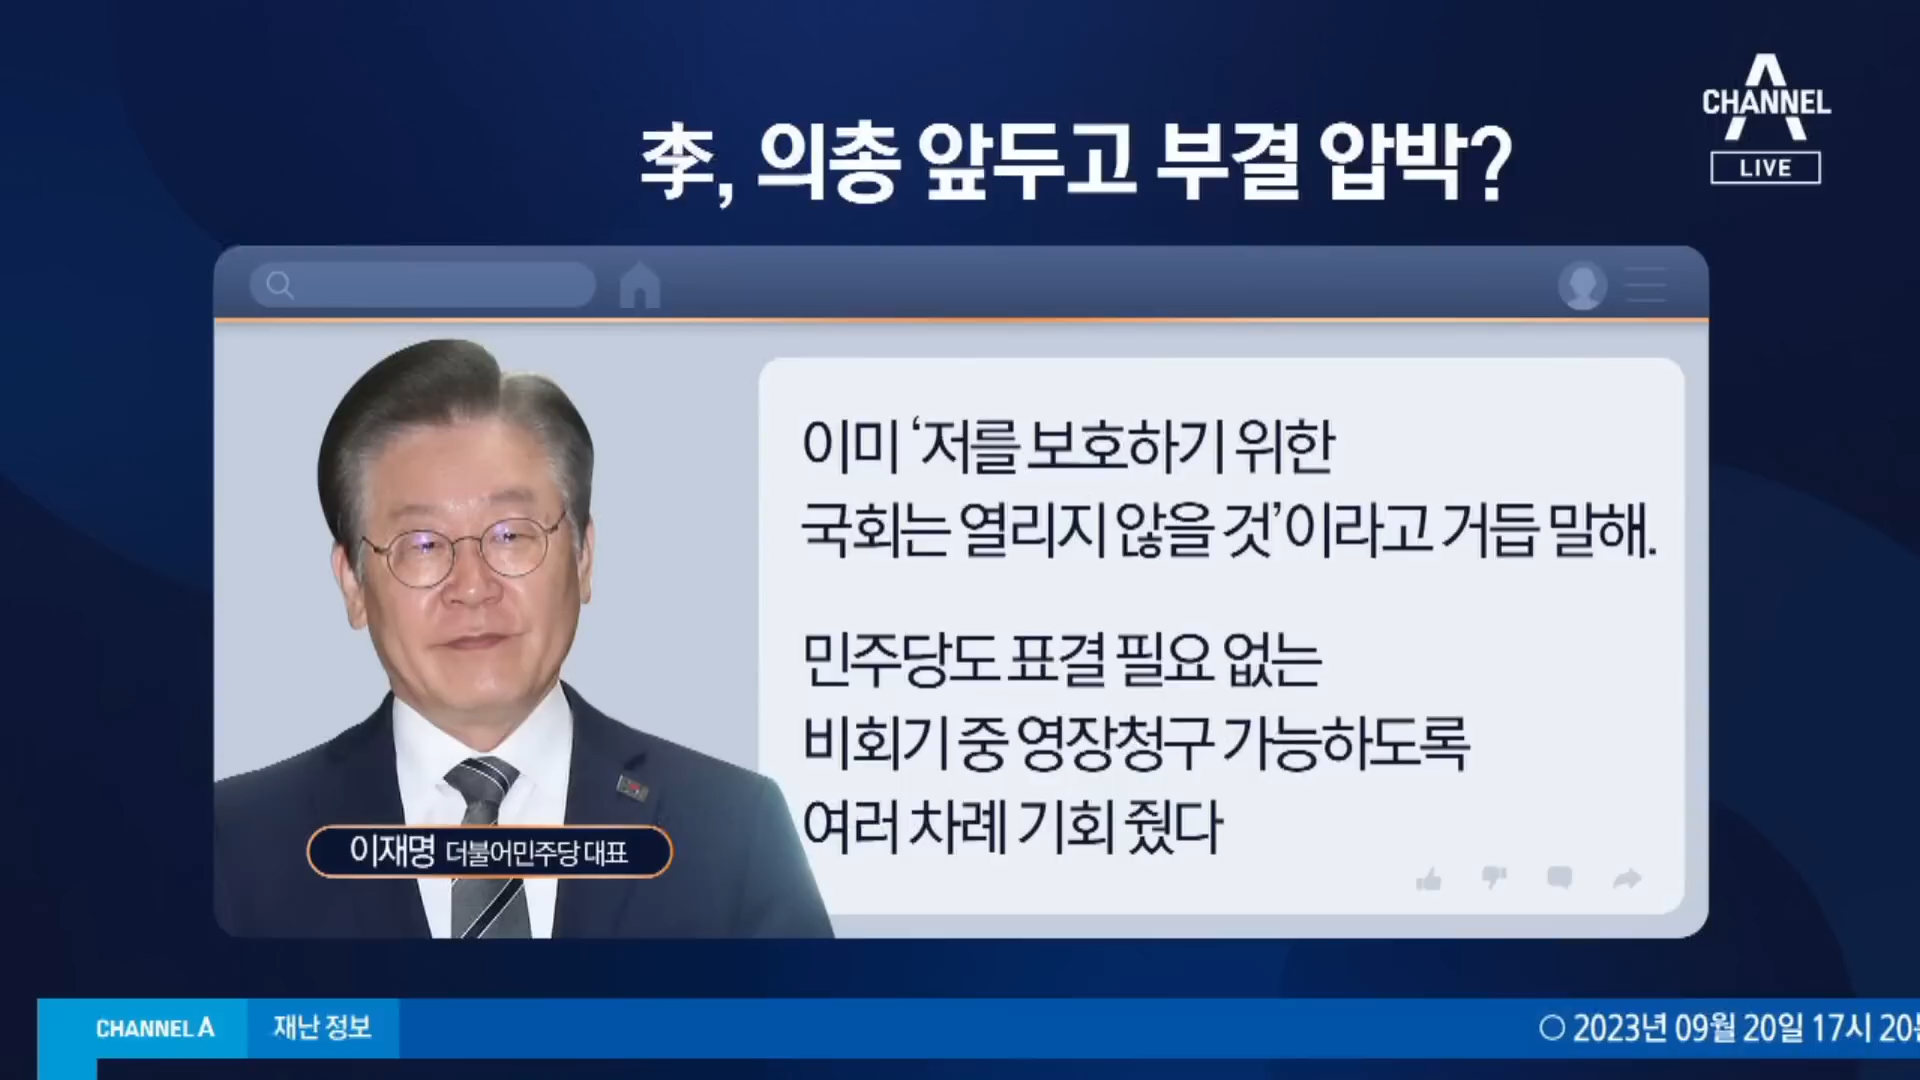 CHANNEL A
LIVE
李, 의총 앞두고 부결 압박?
이미 ‘저를 보호하기 위한
국회는 열리지 않을 것’이라고 거듭 말해.
민주당도 표결 필요 없는
비회기 중 영장청구 가능하도록
여러 차례 기회 줬다
이재명 더불어민주당 대표
CHANNEL A 재난 정보 ○ 2023년 09월 20일 17시 20분